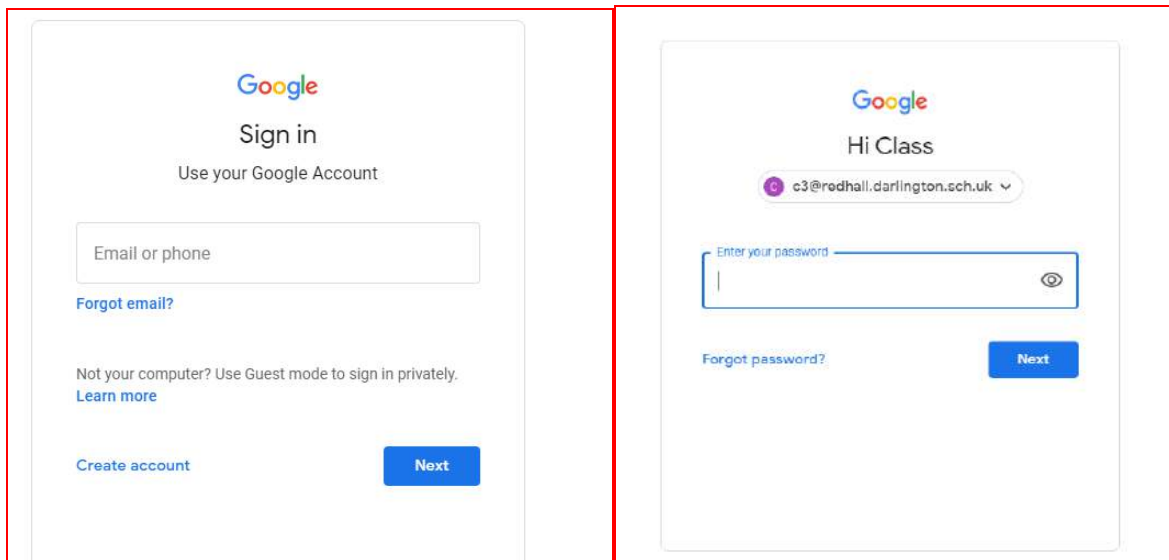 Google
Sign in
Use your Google Account
Email or phone
Forgot email?
Not your computer? Use Guest mode to sign in privately.
Learn more
Create account
Next
Google
Hi Class
C
c3@redhall.darlington.sch.uk
Enter your password
Forgot password?
Next